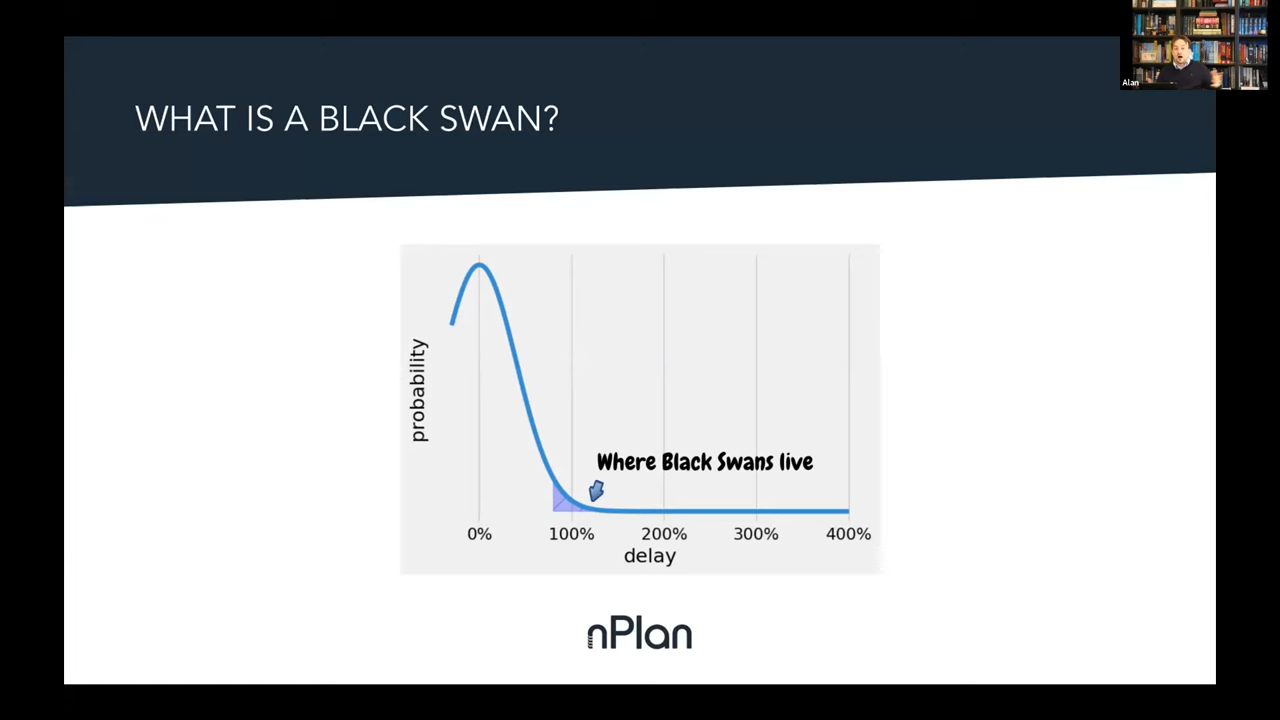 Alan
WHAT IS A BLACK SWAN?
probability
Where Black Swans live
0% 100% 200% 300% 400%
delay
nPlan